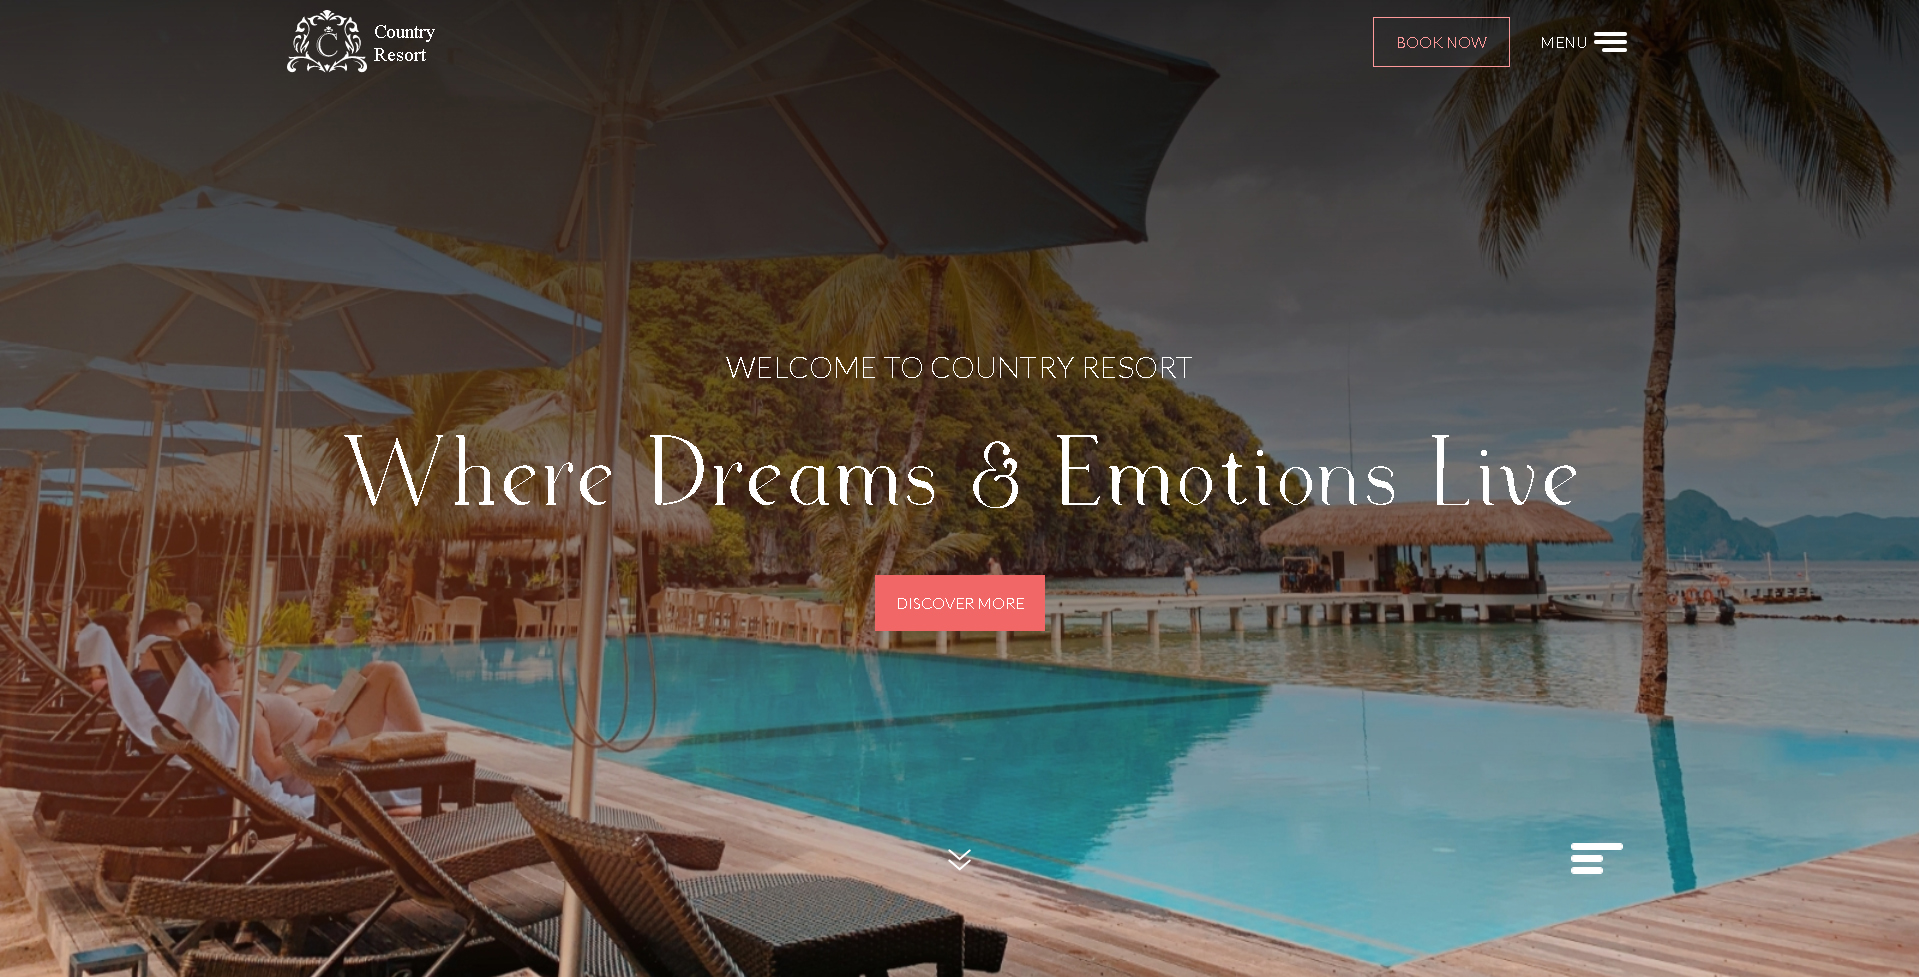 C
Country
Resort
BOOK NOW
MENU
WELCOME TO COUNTRY RESORT
Where Dreams & Emotions Live
DISCOVER MORE